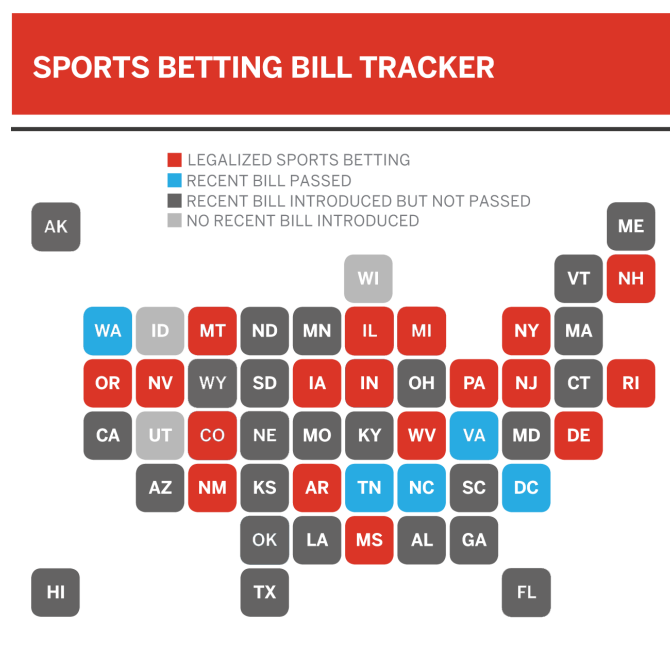 SPORTS BETTING BILL TRACKER
LEGALIZED SPORTS BETTING
RECENT BILL PASSED
RECENT BILL INTRODUCED BUT NOT PASSED
NO RECENT BILL INTRODUCED
AK ME
WI VT NH
WA ID MT ND MN IL MI NY MA
OR NV WY SD IA IN OH PA NJ CT RI
CA UT CO NE MO KY WV VA MD DE
AZ NM KS AR TN NC SC DC
OK LA MS AL GA
HI TX FL